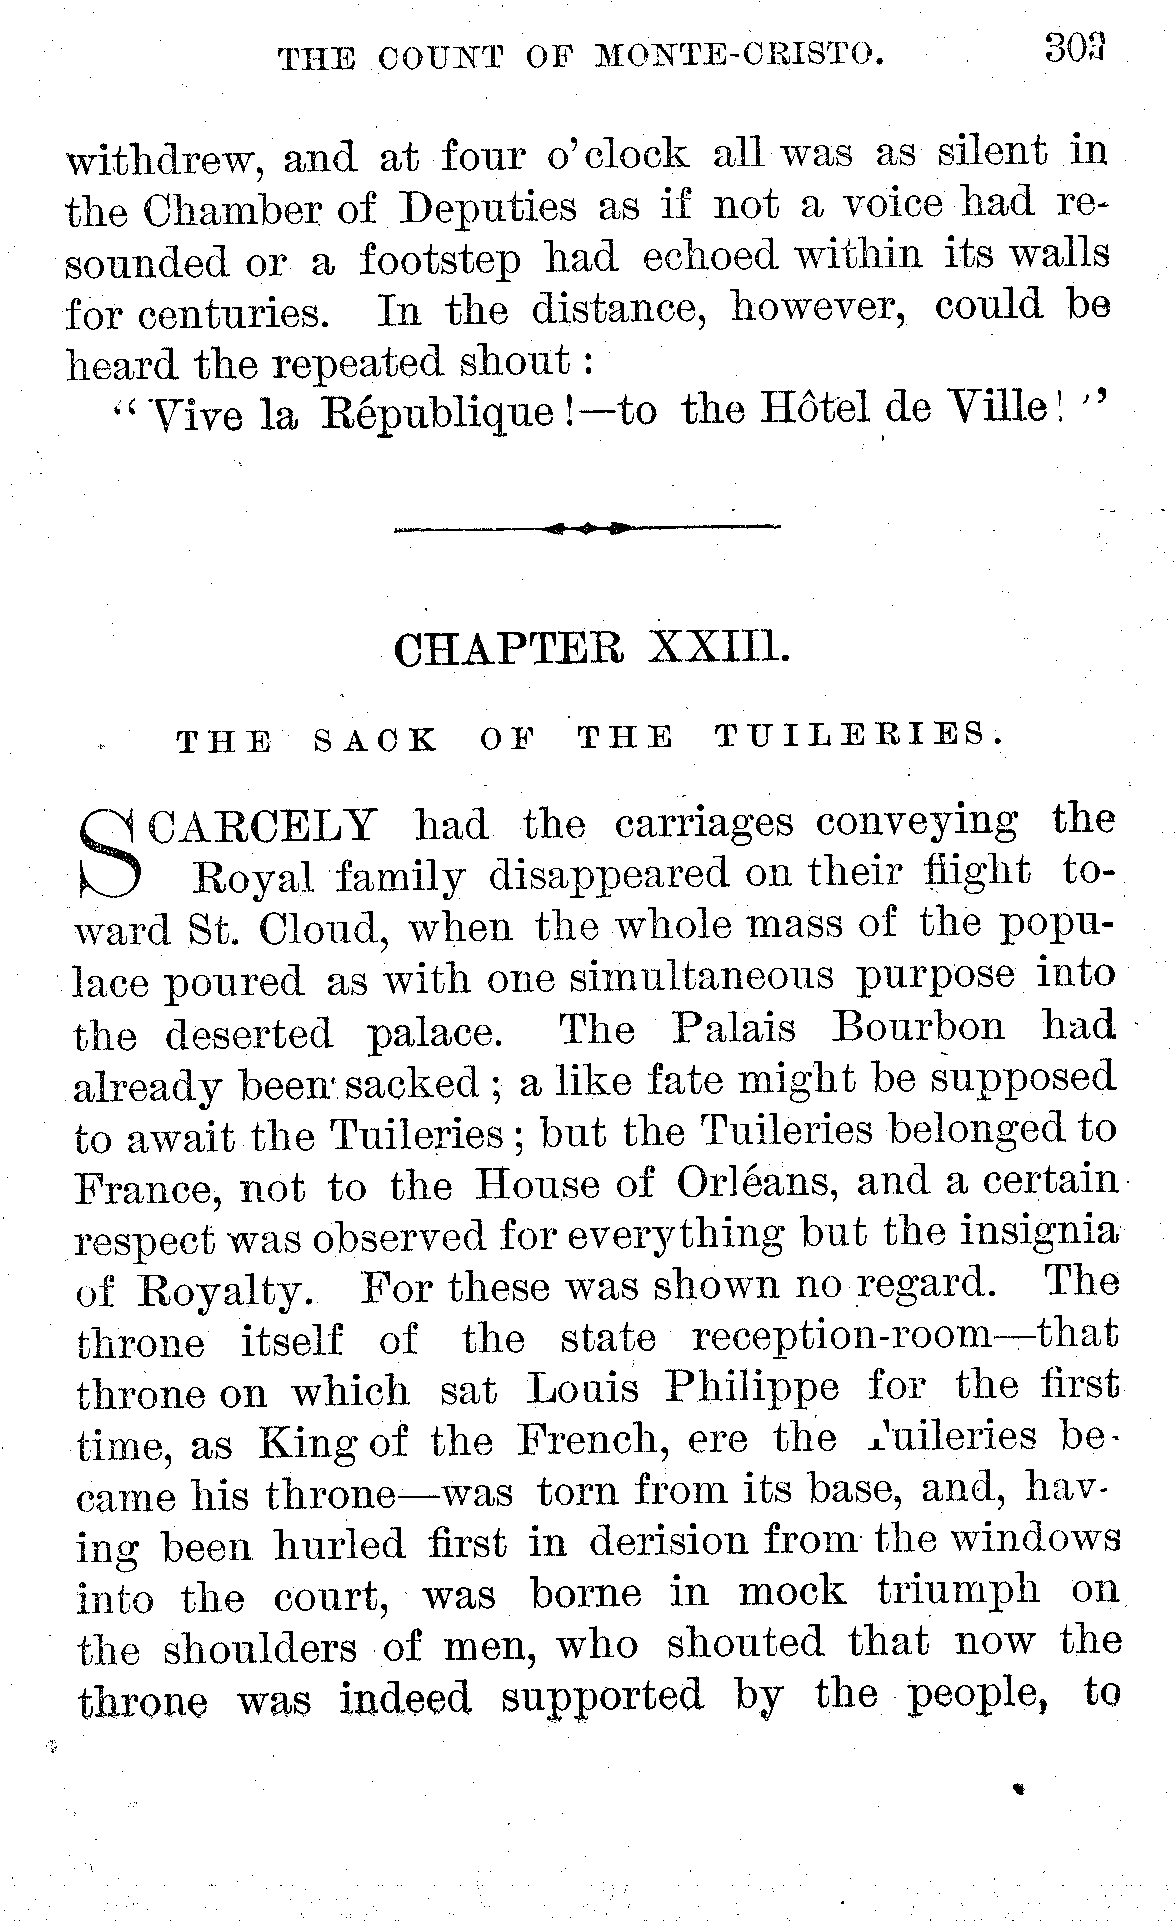 THE COUNT OF MONTE-CRISTO. 303
withdrew, and at four o'clock all was as silent in
the Chamber of Deputies as if not a voice had re-
sounded or a footstep had echoed within its walls
for centuries. In the distance, however, could be
heard the repeated shout:
"Vive la République!—to the Hôtel de Ville!"
CHAPTER XXIII.
THE SACK OF THE TUILERIES.
SCARCELY had the carriages conveying the
Royal family disappeared on their flight to-
ward St. Cloud, when the whole mass of the popu-
lace poured as with one simultaneous purpose into
the deserted palace. The Palais Bourbon had
already been sacked; a like fate might be supposed
to await the Tuileries; but the Tuileries belonged to
France, not to the House of Orléans, and a certain
respect was observed for everything but the insignia
of Royalty. For these was shown no regard. The
throne itself of the state reception-room—that
throne on which sat Louis Philippe for the first
time, as King of the French, ere the Tuileries be-
came his throne—was torn from its base, and, hav-
ing been hurled first in derision from the windows
into the court, was borne in mock triumph on
the shoulders of men, who shouted that now the
throne was indeed supported by the people, to